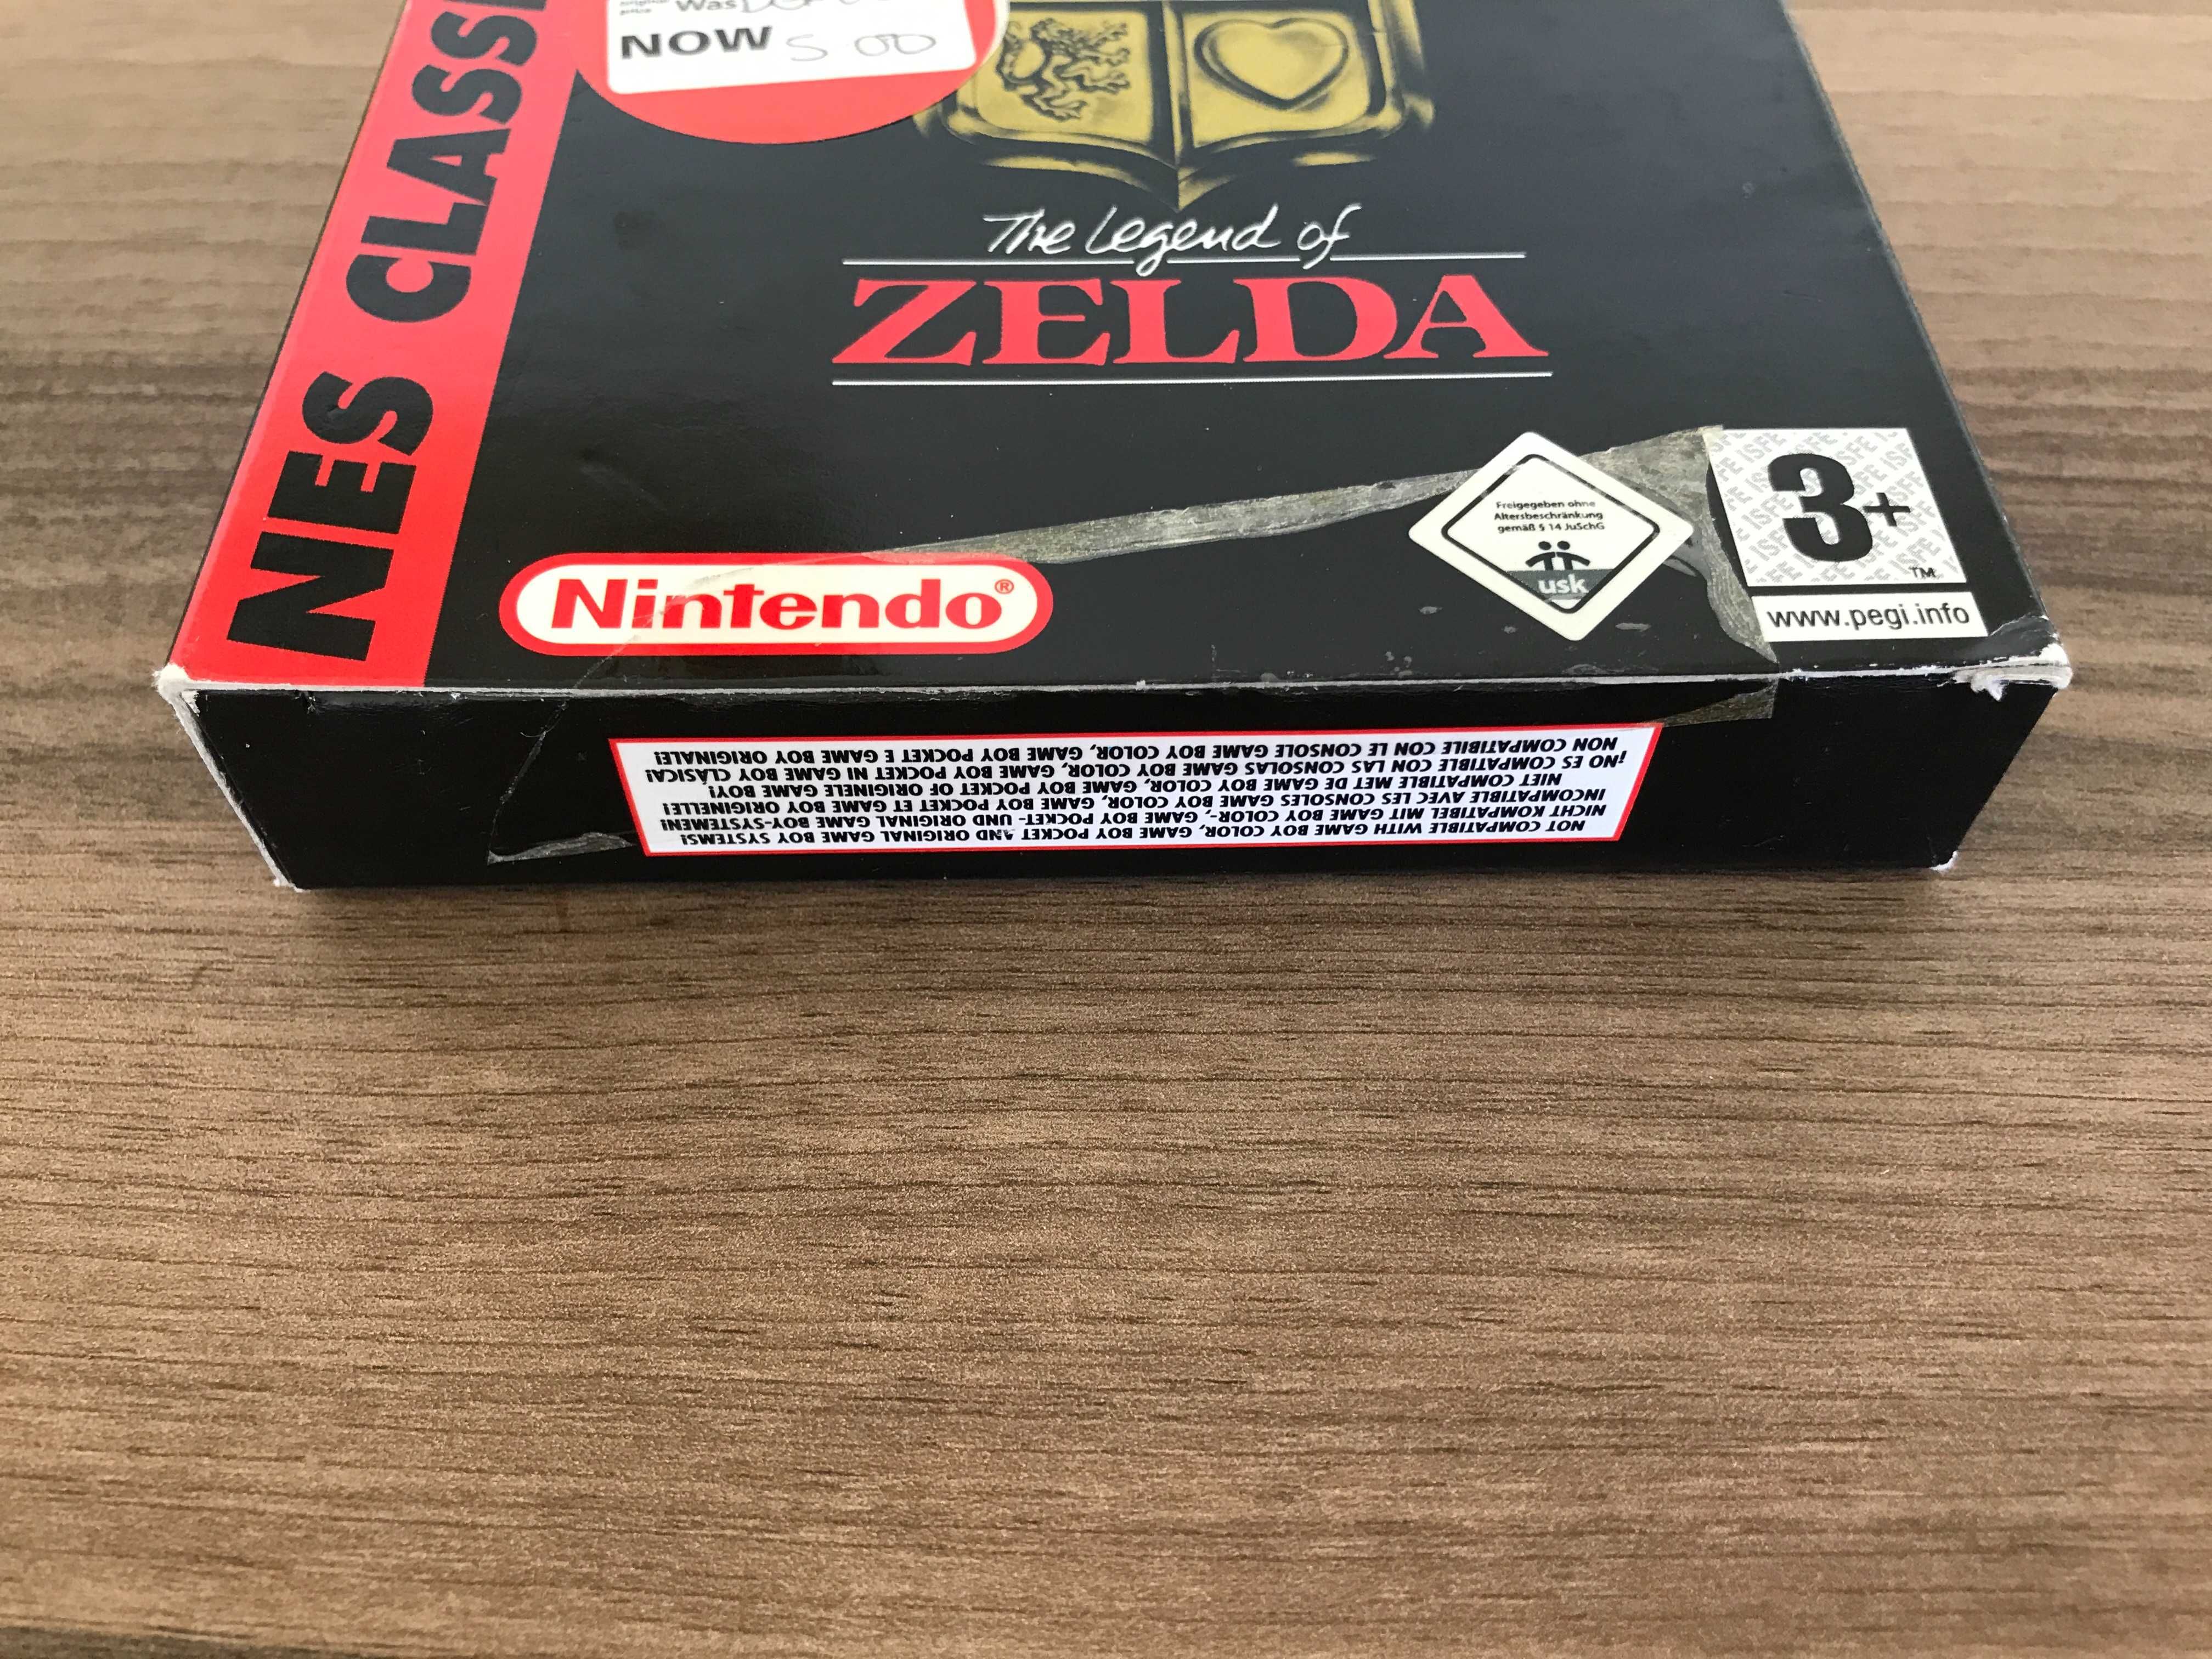 original
price
Was
NOW 5 00
NES CLASSI
The Legend of
ZELDA
Nintendo®
Freigegeben ohne
Altersbeschränkung
gemäß § 14 JuSchG
usk
3+
TM
www.pegi.info
NOT COMPATIBLE WITH GAME BOY COLOR, GAME BOY POCKET AND ORIGINAL GAME BOY SYSTEMS!
NICHT KOMPATIBEL MIT GAME BOY COLOR-, GAME BOY POCKET- UND ORIGINAL GAME BOY-SYSTEMEN!
INCOMPATIBLE AVEC LES CONSOLES GAME BOY COLOR, GAME BOY POCKET ET GAME BOY ORIGINELLE!
NIET COMPATIBLE MET DE GAME BOY COLOR, GAME BOY POCKET OF ORIGINELE GAME BOY!
¡NO ES COMPATIBLE CON LAS CONSOLAS GAME BOY COLOR, GAME BOY POCKET NI GAME BOY CLÁSICA!
NON COMPATIBILE CON LE CONSOLE GAME BOY COLOR, GAME BOY POCKET E GAME BOY ORIGINALE!